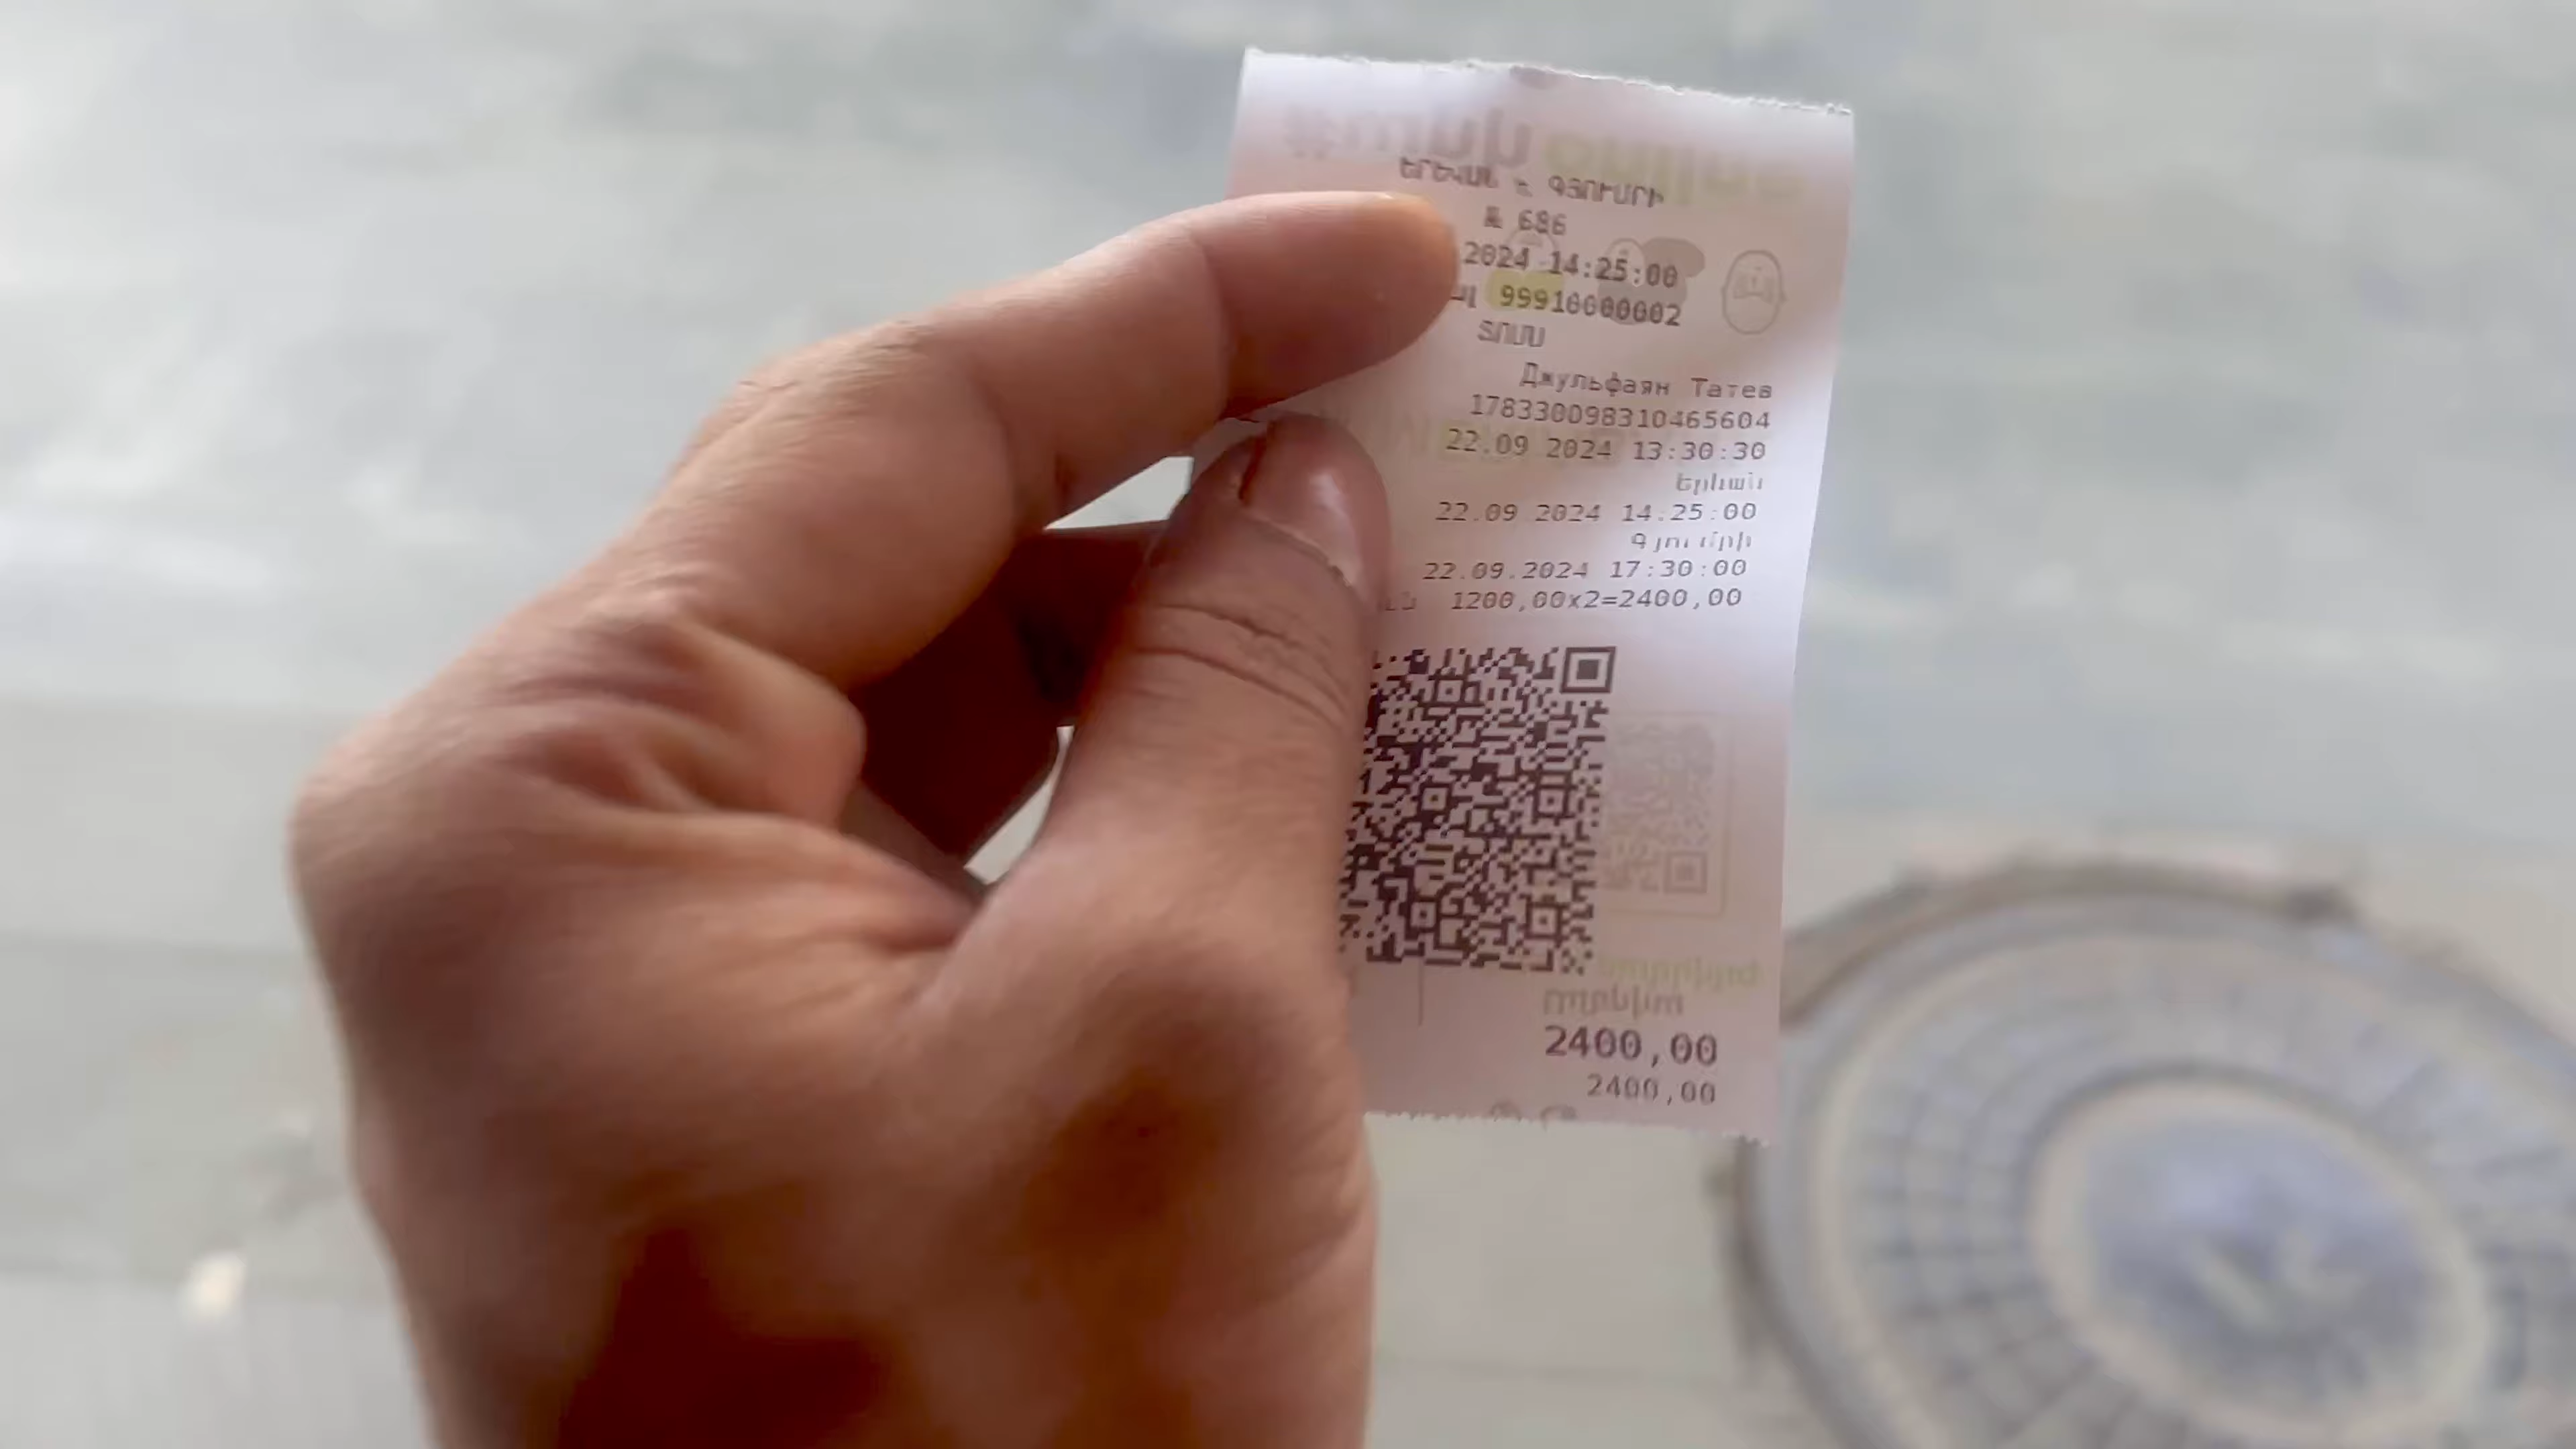 ԵՐԵՎԱՆ ԳՅՈՒՄՐԻ
№ 686
.2024 14:25:00
99910000002
ՏՈՄՍ
Джульфаян Татев
178330098310465604
22.09 2024 13:30:30
Երևան
22.09 2024 14:25:00
Գյումրի
22.09.2024 17:30:00
1200,00x2=2400,00
2400,00
2400,00